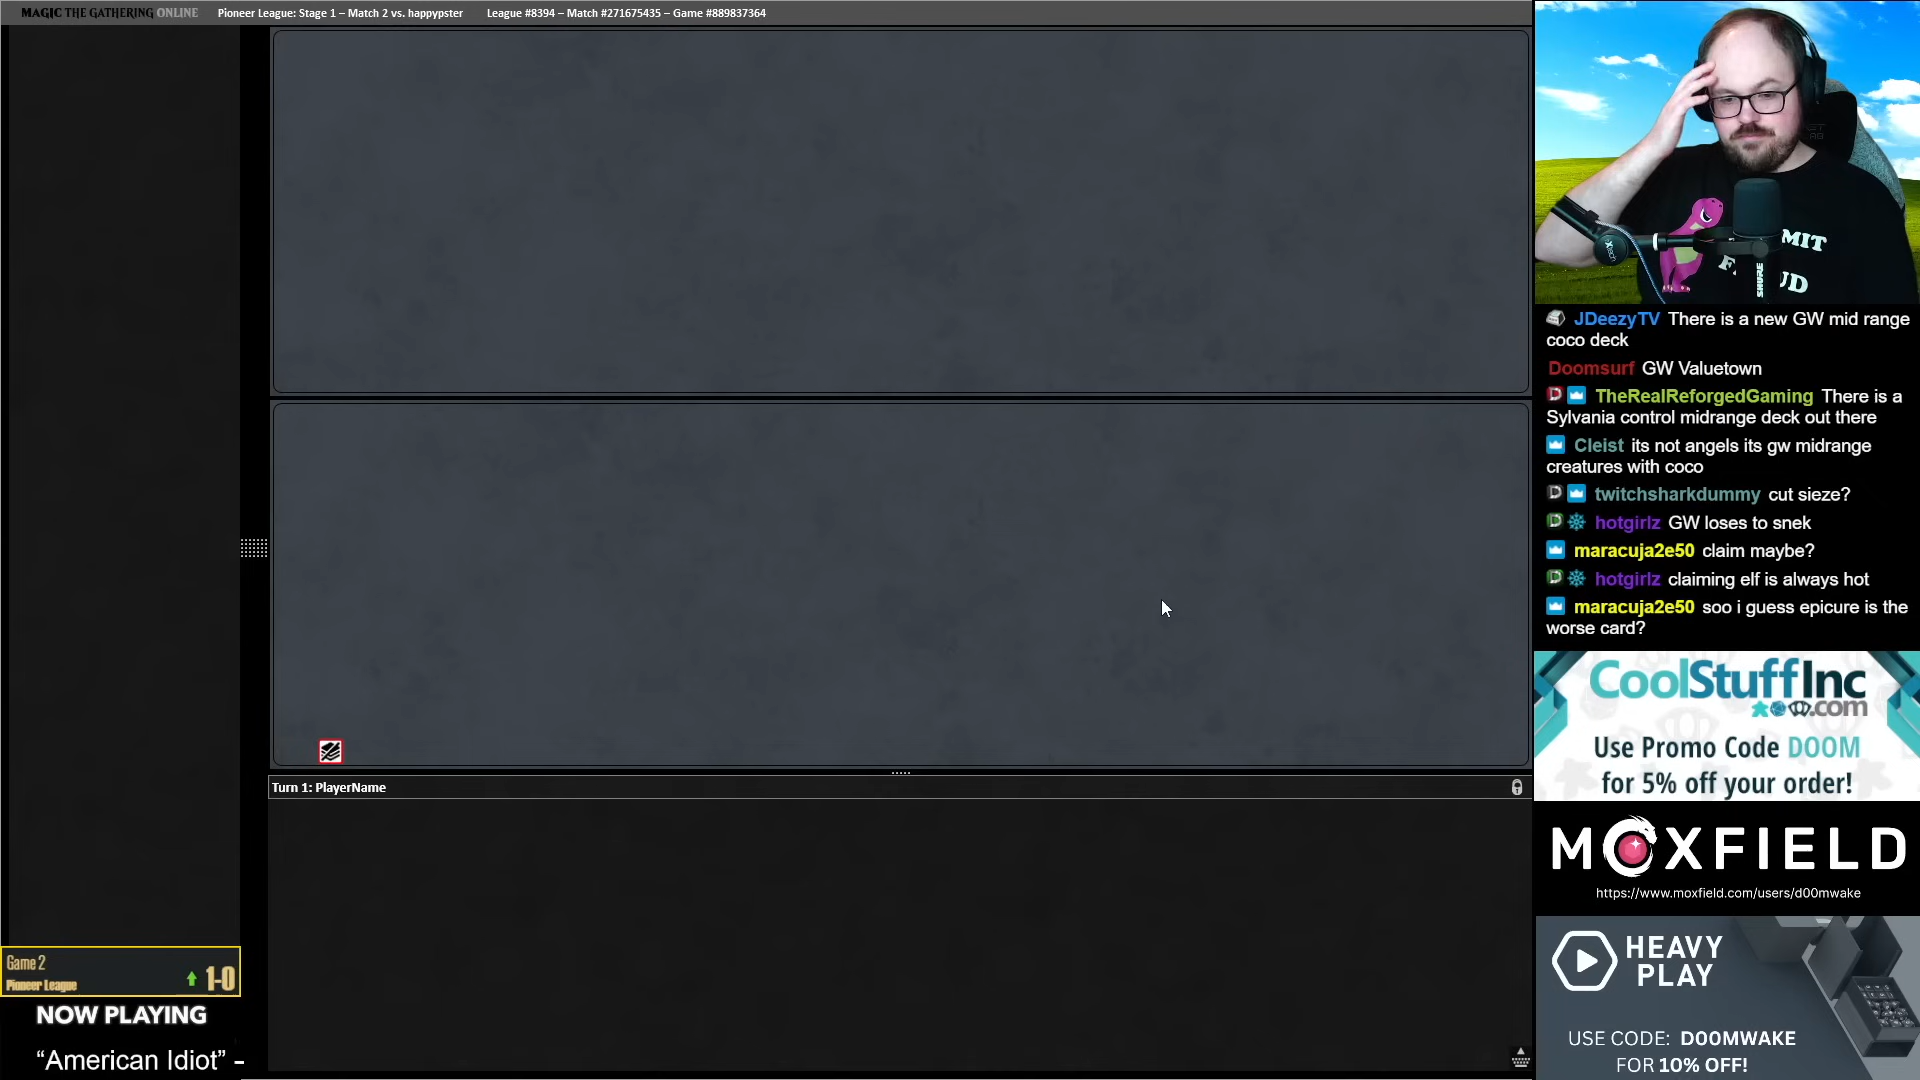 MAGIC THE GATHERING ONLINE
Pioneer League: Stage 1 – Match 2 vs. happypster
League #8394 – Match #271675435 – Game #889837364
MIT
F
UD
SHURE
JDeezyTV There is a new GW mid range
coco deck
Doomsurf GW Valuetown
TheRealReforgedGaming There is a
Sylvania control midrange deck out there
Cleist its not angels its gw midrange
creatures with coco
twitchsharkdummy cut sieze?
hotgirlz GW loses to snek
maracuja2e50 claim maybe?
hotgirlz claiming elf is always hot
maracuja2e50 soo i guess epicure is the
worse card?
CoolStuffInc
.com
Use Promo Code DOOM
for 5% off your order!
Turn 1: PlayerName
MOXFIELD
https://www.moxfield.com/users/d00mwake
HEAVY
PLAY
USE CODE: D00MWAKE
FOR 10% OFF!
Game 2
Pioneer League
1-0
NOW PLAYING
“American Idiot” –